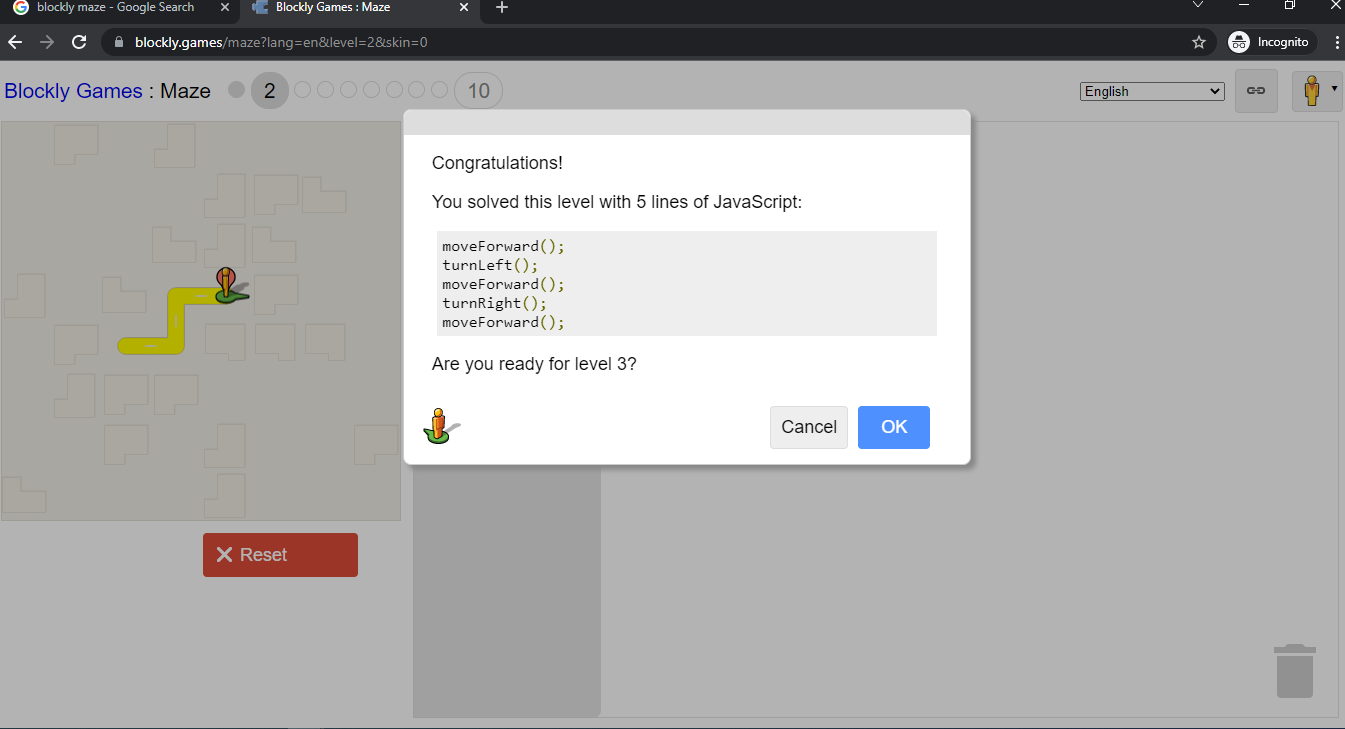 blockly maze - Google Search
Blockly Games : Maze
blockly.games/maze?lang=en&level=2&skin=0
Incognito
Blockly Games : Maze
2
10
English
Congratulations!
You solved this level with 5 lines of JavaScript:
moveForward();
turnLeft();
moveForward();
turnRight();
moveForward();
Are you ready for level 3?
Cancel
OK
Reset